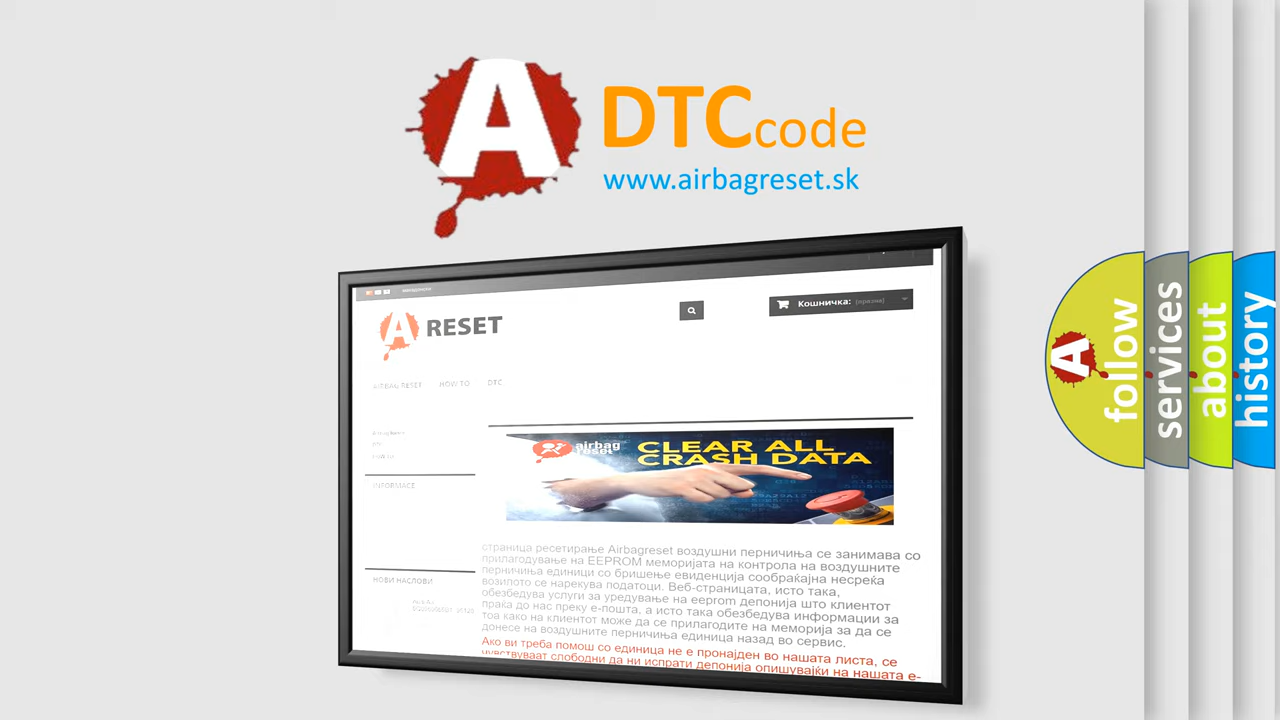 A
DTC code
www.airbagreset.sk
A RESET
Кошничка: (празни)
AIRBAG RESET HOW TO DTC
INFORMACE
airbag
reset
CLEAR ALL
CRASH DATA
страница ресетирање Airbagreset воздушни перничиња се занимава со
прилагодување на EEPROM меморијата на контрола на воздушните
перничиња единици со бришење евиденција сообраќајна несреќа
возилото се нарекува податоци. Веб-страницата, исто така,
обезбедува услуги за уредување на eeprom депонија што клиентот
праќа до нас преку е-пошта, а исто така обезбедува информации за
тоа како на клиентот може да се прилагодите на меморија за да се
донесе на воздушните перничиња единица назад во сервис.
Ако ви треба помош со единица не е пронајден во нашата листа, се
чувствуваат слободни да ни испрати депонија опишувајќи на нашата е-
НОВИ НАСЛОВИ
A
follow
services
about
history